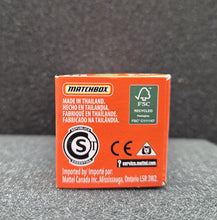 MATCHBOX
FSC
RECYCLED
Packaging
MADE IN THAILAND.
HECHO EN TAILANDIA.
FABRIQUÉ EN THAÏLANDE.
FABRICADO NA TAILÂNDIA.
S
CE
service.mattel.com
Imported by importé par:
Mattel Canada Inc., Mississauga, Ontario L5R 3W2.